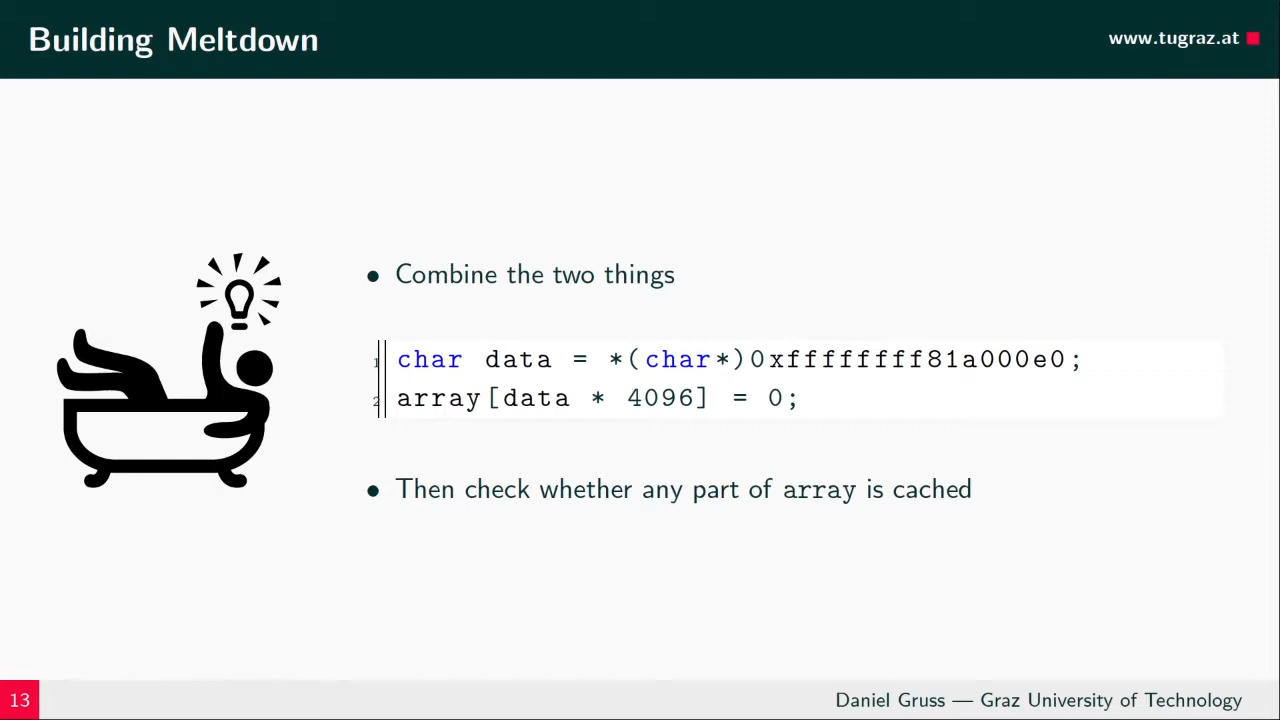 Building Meltdown
www.tugraz.at
• Combine the two things
1 char data = *(char*)0xffffffff81a000e0;
2 array[data * 4096] = 0;
• Then check whether any part of array is cached
13
Daniel Gruss — Graz University of Technology